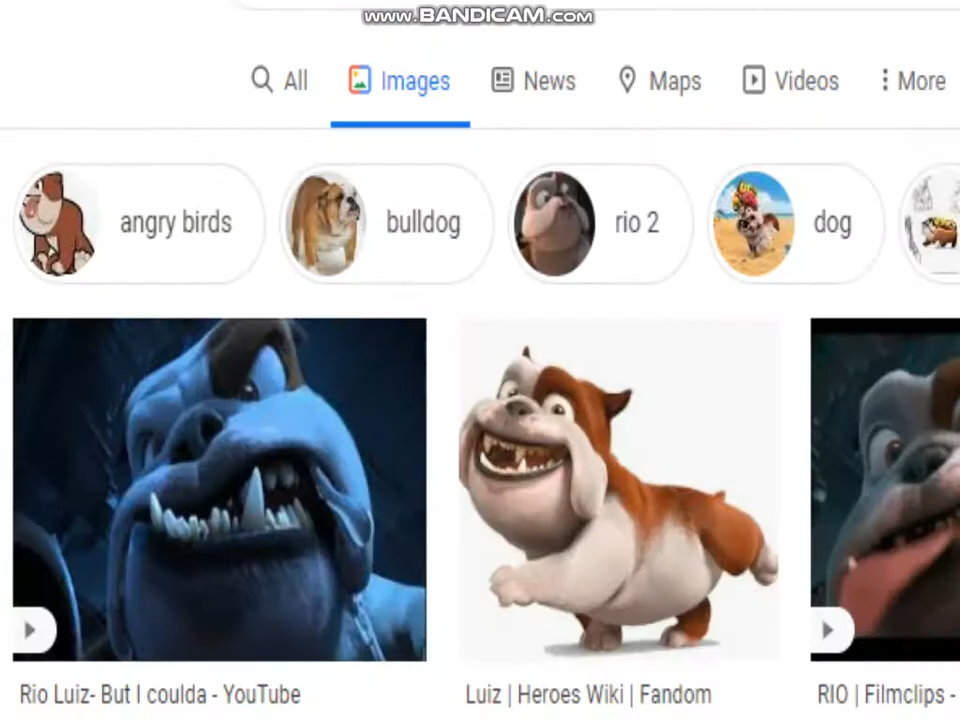 www.BANDICAM.com
All Images News Maps Videos More
angry birds bulldog rio 2 dog
Rio Luiz- But I coulda - YouTube Luiz | Heroes Wiki | Fandom RIO | Filmclips -